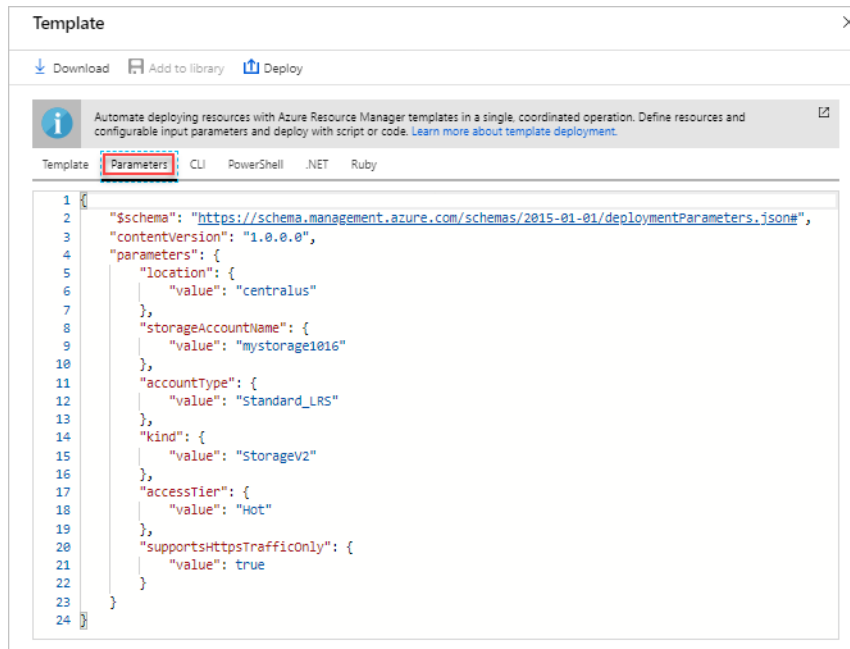 Template
Download Add to library Deploy
Automate deploying resources with Azure Resource Manager templates in a single, coordinated operation. Define resources and
configurable input parameters and deploy with script or code. Learn more about template deployment.
Template Parameters CLI PowerShell .NET Ruby
1 {
2 "$schema": "https://schema.management.azure.com/schemas/2015-01-01/deploymentParameters.json#",
3 "contentVersion": "1.0.0.0",
4 "parameters": {
5 "location": {
6 "value": "centralus"
7 },
8 "storageAccountName": {
9 "value": "mystorage1016"
10 },
11 "accountType": {
12 "value": "Standard_LRS"
13 },
14 "kind": {
15 "value": "StorageV2"
16 },
17 "accessTier": {
18 "value": "Hot"
19 },
20 "supportsHttpsTrafficOnly": {
21 "value": true
22 }
23 }
24 }